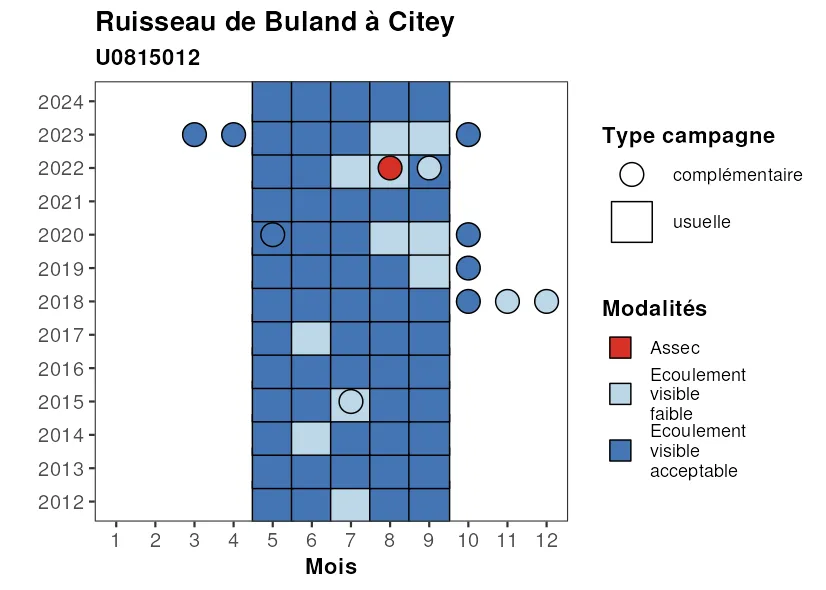 Ruisseau de Buland à Citey
U0815012
2024
2023
2022
2021
2020
2019
2018
2017
2016
2015
2014
2013
2012
1 2 3 4 5 6 7 8 9 10 11 12
Mois
Type campagne
complémentaire
usuelle
Modalités
Assec
Ecoulement
visible
faible
Ecoulement
visible
acceptable